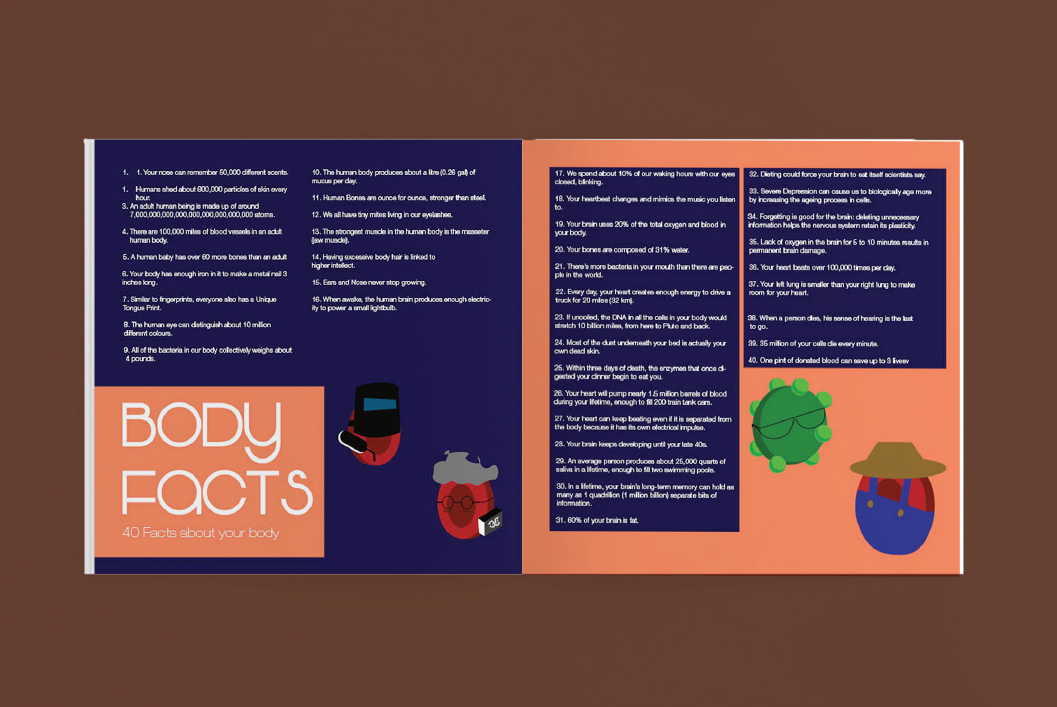 1. 1. Your nose can remember 50,000 different scents.
1. Humans shed about 600,000 particles of skin every
hour.
3. An adult human being is made up of around
7,000,000,000,000,000,000,000,000,000 atoms.
4. There are 100,000 miles of blood vessels in an adult
human body.
5. A human baby has over 60 more bones than an adult
6. Your body has enough iron in it to make a metal nail 3
inches long.
7. Similar to fingerprints, everyone also has a Unique
Tongue Print.
8. The human eye can distinguish about 10 million
different colours.
9. All of the bacteria in our body collectively weighs about
4 pounds.
10. The human body produces about a litre (0.26 gal) of
mucus per day.
11. Human Bones are ounce for ounce, stronger than steel.
12. We all have tiny mites living in our eyelashes.
13. The strongest muscle in the human body is the masseter
(jaw muscle).
14. Having excessive body hair is linked to
higher intellect.
15. Ears and Nose never stop growing.
16. When awake, the human brain produces enough electric-
ity to power a small lightbulb.
BODY
FACTS
40 Facts about your body
17. We spend about 10% of our waking hours with our eyes
closed, blinking.
18. Your heartbeat changes and mimics the music you listen
to.
19. Your brain uses 20% of the total oxygen and blood in
your body.
20. Your bones are composed of 31% water.
21. There's more bacteria in your mouth than there are peo-
ple in the world.
22. Every day, your heart creates enough energy to drive a
truck for 20 miles (32 km).
23. If uncoiled, the DNA in all the cells in your body would
stretch 10 billion miles, from here to Pluto and back.
24. Most of the dust underneath your bed is actually your
own dead skin.
25. Within three days of death, the enzymes that once di-
gested your dinner begin to eat you.
26. Your heart will pump nearly 1.5 million barrels of blood
during your lifetime, enough to fill 200 train tank cars.
27. Your heart can keep beating even if it is separated from
the body because it has its own electrical impulse.
28. Your brain keeps developing until your late 40s.
29. An average person produces about 25,000 quarts of
saliva in a lifetime, enough to fill two swimming pools.
30. In a lifetime, your brain's long-term memory can hold as
many as 1 quadrillion (1 million billion) separate bits of
information.
31. 60% of your brain is fat.
32. Dieting could force your brain to eat itself scientists say.
33. Severe Depression can cause us to biologically age more
by increasing the ageing process in cells.
34. Forgetting is good for the brain: deleting unnecessary
information helps the nervous system retain its plasticity.
35. Lack of oxygen in the brain for 5 to 10 minutes results in
permanent brain damage.
36. Your heart beats over 100,000 times per day.
37. Your left lung is smaller than your right lung to make
room for your heart.
38. When a person dies, his sense of hearing is the last
to go.
39. 35 million of your cells die every minute.
40. One pint of donated blood can save up to 3 livesv